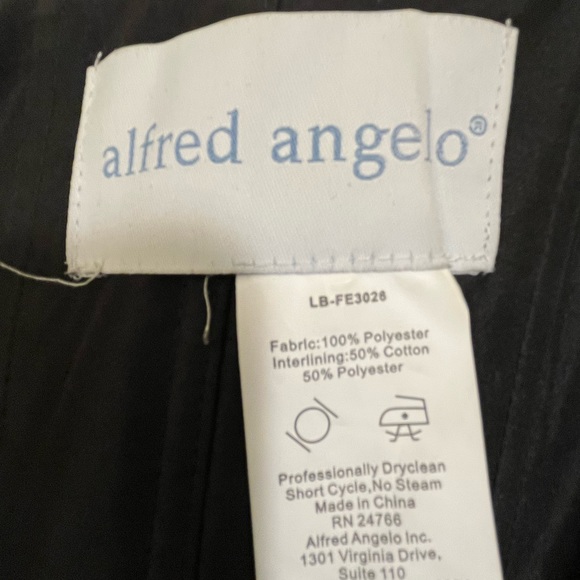 alfred angelo®
LB-FE3026
Fabric:100% Polyester
Interlining:50% Cotton
50% Polyester
Professionally Dryclean
Short Cycle,No Steam
Made in China
RN 24766
Alfred Angelo Inc.
1301 Virginia Drive,
Suite 110